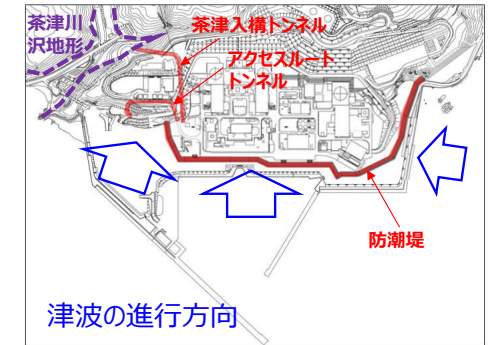 茶津川
沢地形
茶津入構トンネル
アクセスルート
トンネル
防潮堤
津波の進行方向